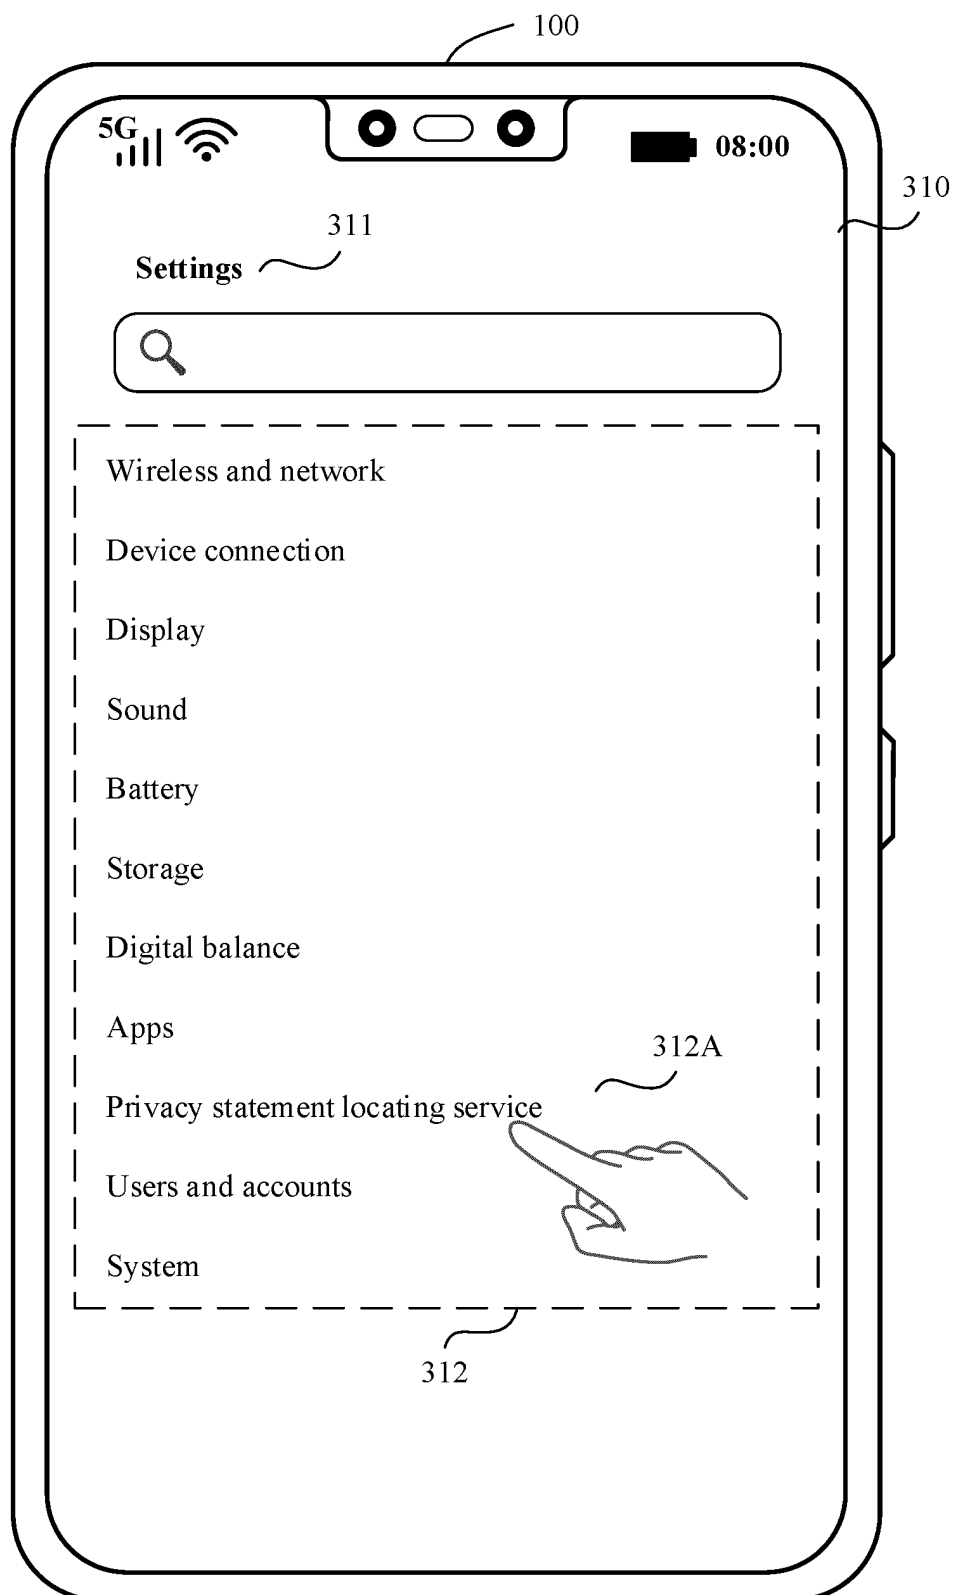 100
5G
08:00
310
311
Settings
Wireless and network
Device connection
Display
Sound
Battery
Storage
Digital balance
Apps
312A
Privacy statement locating service
Users and accounts
System
312